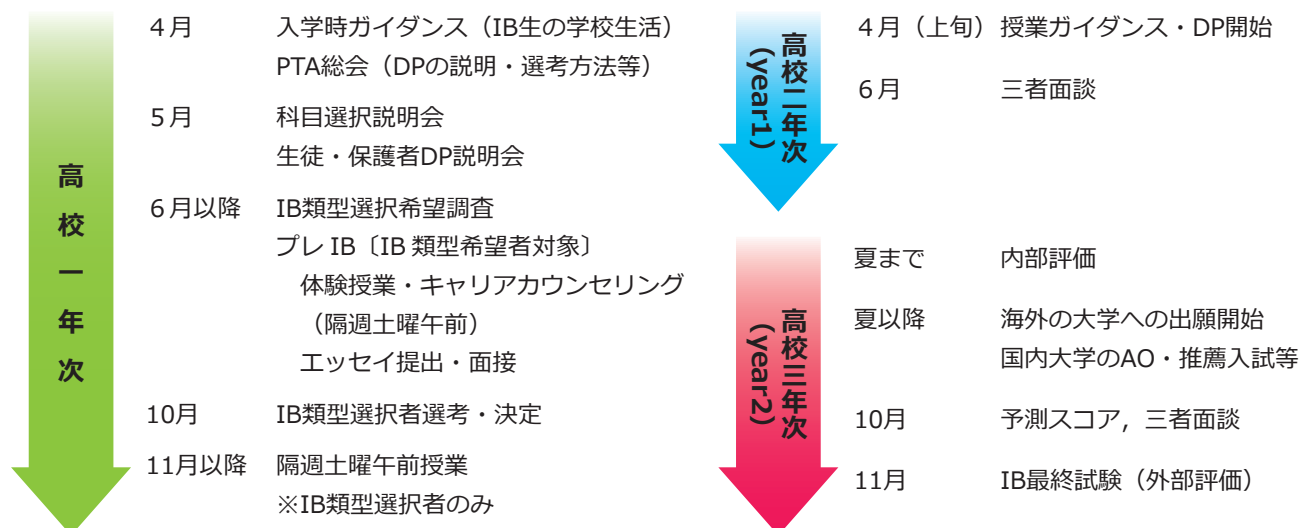 高校一年次
４月 入学時ガイダンス（IB生の学校生活）
PTA総会（DPの説明・選考方法等）
５月 科目選択説明会
生徒・保護者DP説明会
６月以降 IB類型選択希望調査
プレ IB〔IB 類型希望者対象〕
体験授業・キャリアカウンセリング
（隔週土曜午前）
エッセイ提出・面接
10月 IB類型選択者選考・決定
11月以降 隔週土曜午前授業
※IB類型選択者のみ
高校二年次
（year1）
４月（上旬） 授業ガイダンス・DP開始
６月 三者面談
高校三年次
（year2）
夏まで 内部評価
夏以降 海外の大学への出願開始
国内大学のAO・推薦入試等
10月 予測スコア，三者面談
11月 IB最終試験（外部評価）